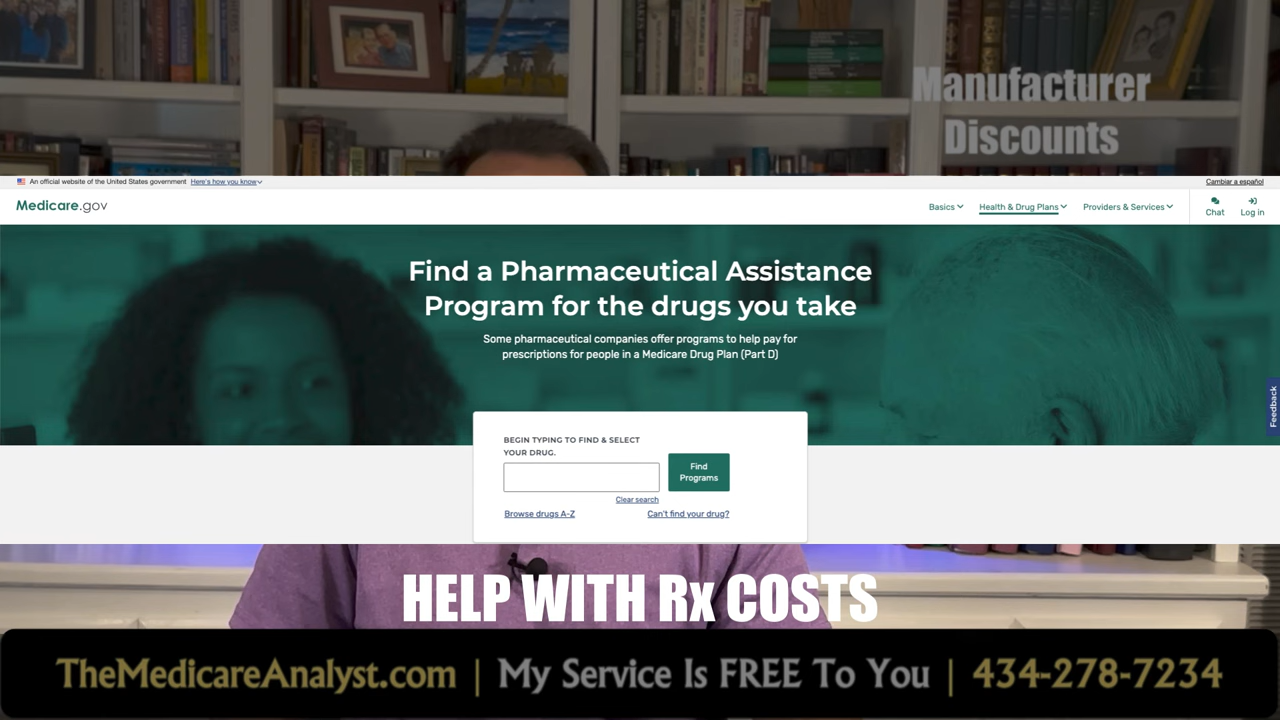 Manufacturer
Discounts
An official website of the United States government Here's how you know
Cambiar a español
Medicare.gov
Basics Health & Drug Plans Providers & Services Chat Log in
Find a Pharmaceutical Assistance
Program for the drugs you take
Some pharmaceutical companies offer programs to help pay for
prescriptions for people in a Medicare Drug Plan (Part D)
Feedback
BEGIN TYPING TO FIND & SELECT
YOUR DRUG.
Find
Programs
Clear search
Browse drugs A-Z Can't find your drug?
HELP WITH Rx COSTS
TheMedicareAnalyst.com | My Service Is FREE To You | 434-278-7234